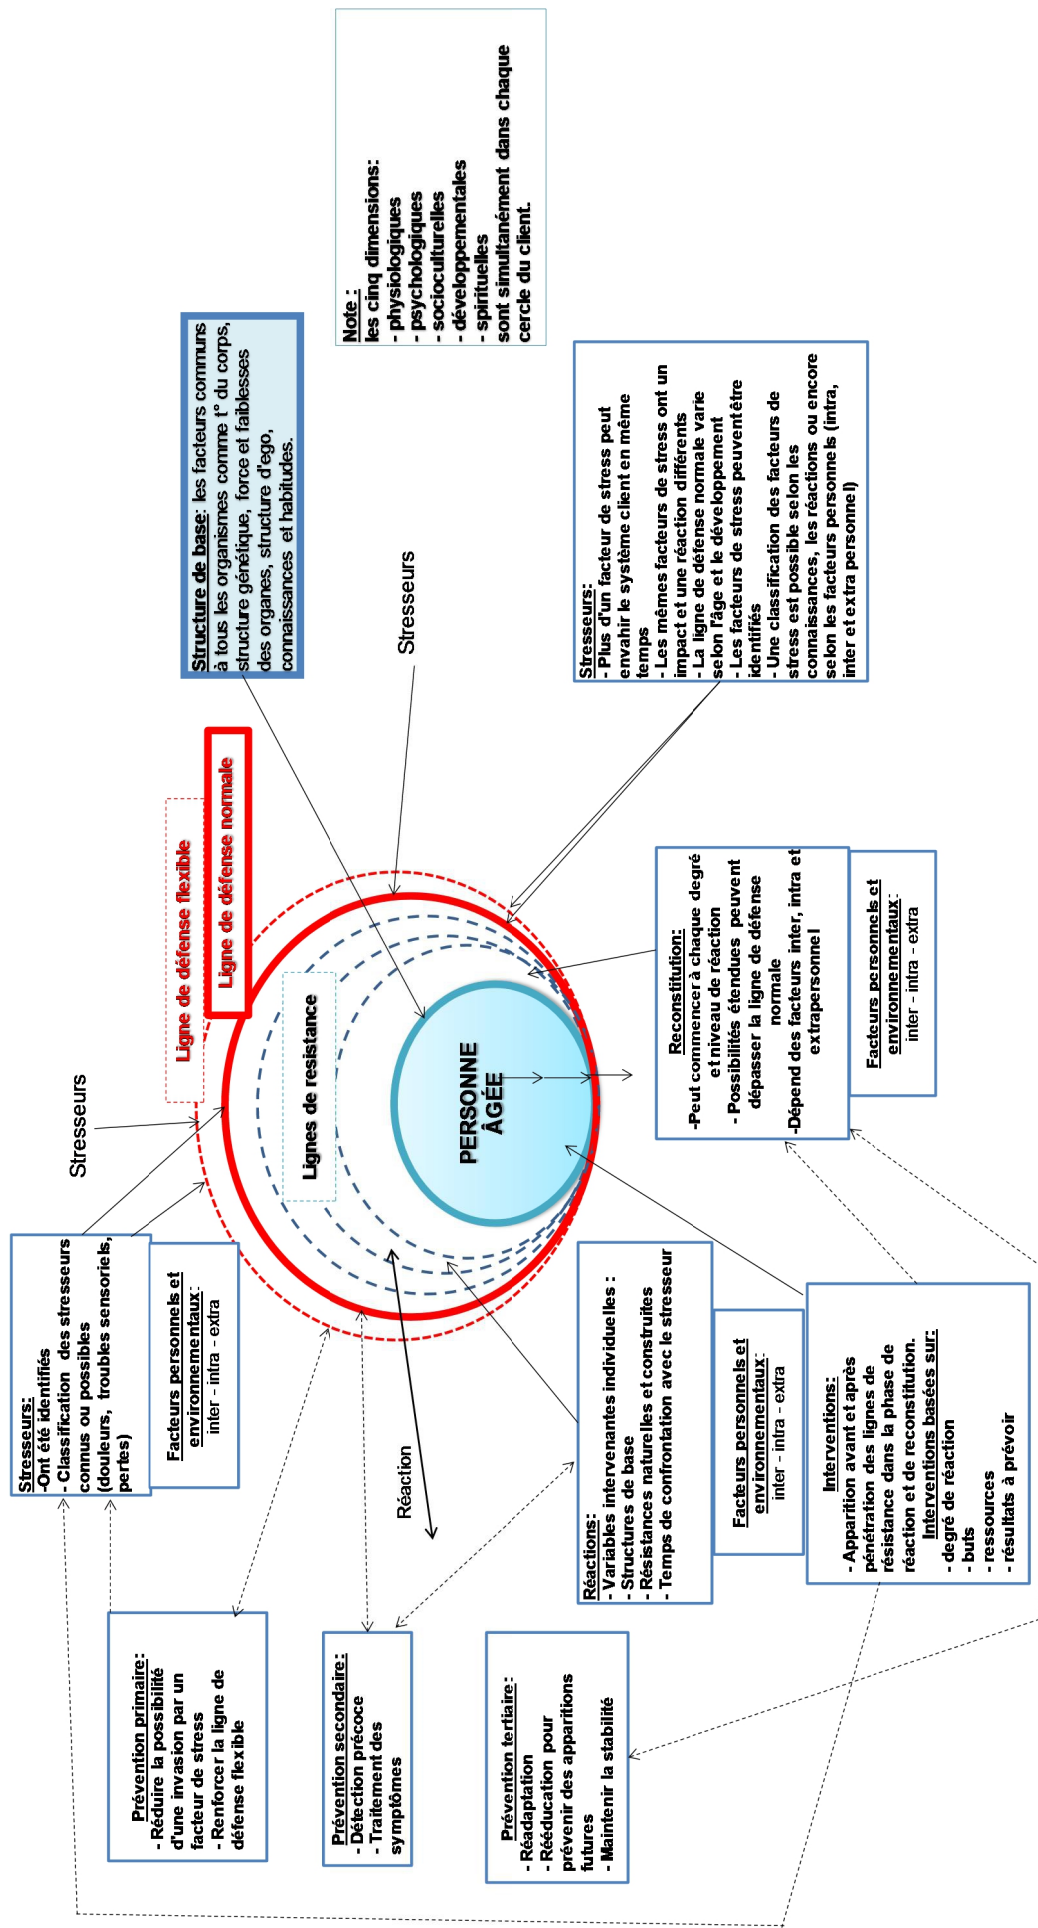 Prévention primaire:
- Réduire la possibilité
d'une invasion par un
facteur de stress
- Renforcer la ligne de
défense flexible
Prévention secondaire:
- Détection précoce
- Traitement des
symptômes
Prévention tertiaire:
- Réadaptation
- Rééducation pour
prévenir des apparitions
futures
- Maintenir la stabilité
Stresseurs:
-Ont été identifiés
- Classification des stresseurs
connus ou possibles
(douleurs, troubles sensoriels,
pertes)
Facteurs personnels et
environnementaux:
inter - intra - extra
Réaction
Réactions:
- Variables intervenantes individuelles :
- Structures de base
- Résistances naturelles et construites
- Temps de confrontation avec le stresseur
Facteurs personnels et
environnementaux:
inter - intra - extra
Interventions:
- Apparition avant et après
pénétration des lignes de
résistance dans la phase de
réaction et de reconstitution.
Interventions basées sur:
- degré de réaction
- buts
- ressources
- résultats à prévoir
Stresseurs
Ligne de défense flexible
Ligne de défense normale
Lignes de resistance
PERSONNE
ÂGÉE
Reconstitution:
-Peut commencer à chaque degré
et niveau de réaction
- Possibilités étendues peuvent
dépasser la ligne de défense
normale
-Dépend des facteurs inter, intra et
extrapersonnel
Facteurs personnels et
environnementaux:
inter - intra - extra
Structure de base: les facteurs communs
à tous les organismes comme t° du corps,
structure génétique, force et faiblesses
des organes, structure d'ego,
connaissances et habitudes.
Stresseurs
Stresseurs:
- Plus d'un facteur de stress peut
envahir le système client en même
temps
- Les mêmes facteurs de stress ont un
impact et une réaction différents
- La ligne de défense normale varie
selon l'âge et le développement
- Les facteurs de stress peuvent être
identifiés
- Une classification des facteurs de
stress est possible selon les
connaissances, les réactions ou encore
selon les facteurs personnels (intra,
inter et extra personnel)
Note :
les cinq dimensions:
- physiologiques
- psychologiques
- socioculturelles
- développementales
- spirituelles
sont simultanément dans chaque
cercle du client.